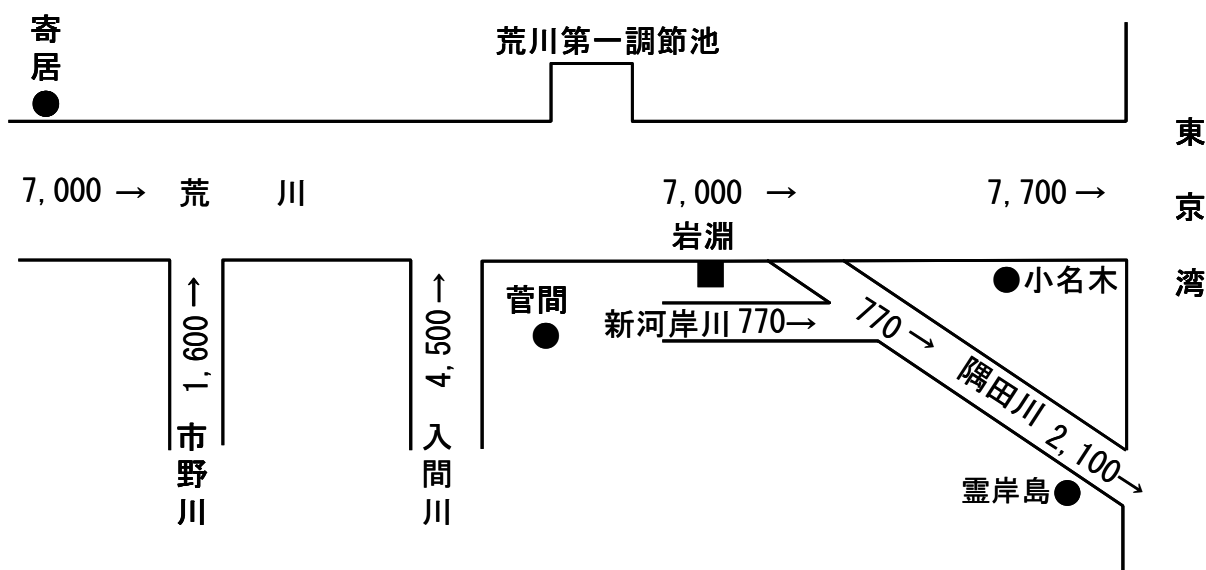 寄居
荒川第一調節池
東京湾
7,000 → 荒 川
7,000 →
7,700 →
岩淵
小名木
菅間
新河岸川 770→
770 →
隅田川 2,100→
1,600 →
市野川
4,500 →
入間川
霊岸島